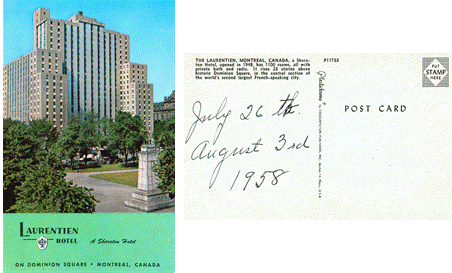 LAURENTIEN
HOTEL
A Sheraton Hotel
ON DOMINION SQUARE • MONTREAL, CANADA
THE LAURENTIEN, MONTREAL, CANADA, a Shera-
ton Hotel, opened in 1948, has 1100 rooms, all with
private bath and radio. It rises 23 stories above
historic Dominion Square, in the central section of
the world's second largest French-speaking city.
P11733
PUT
STAMP
HERE
POST CARD
July 26 th.
August 3rd
1958